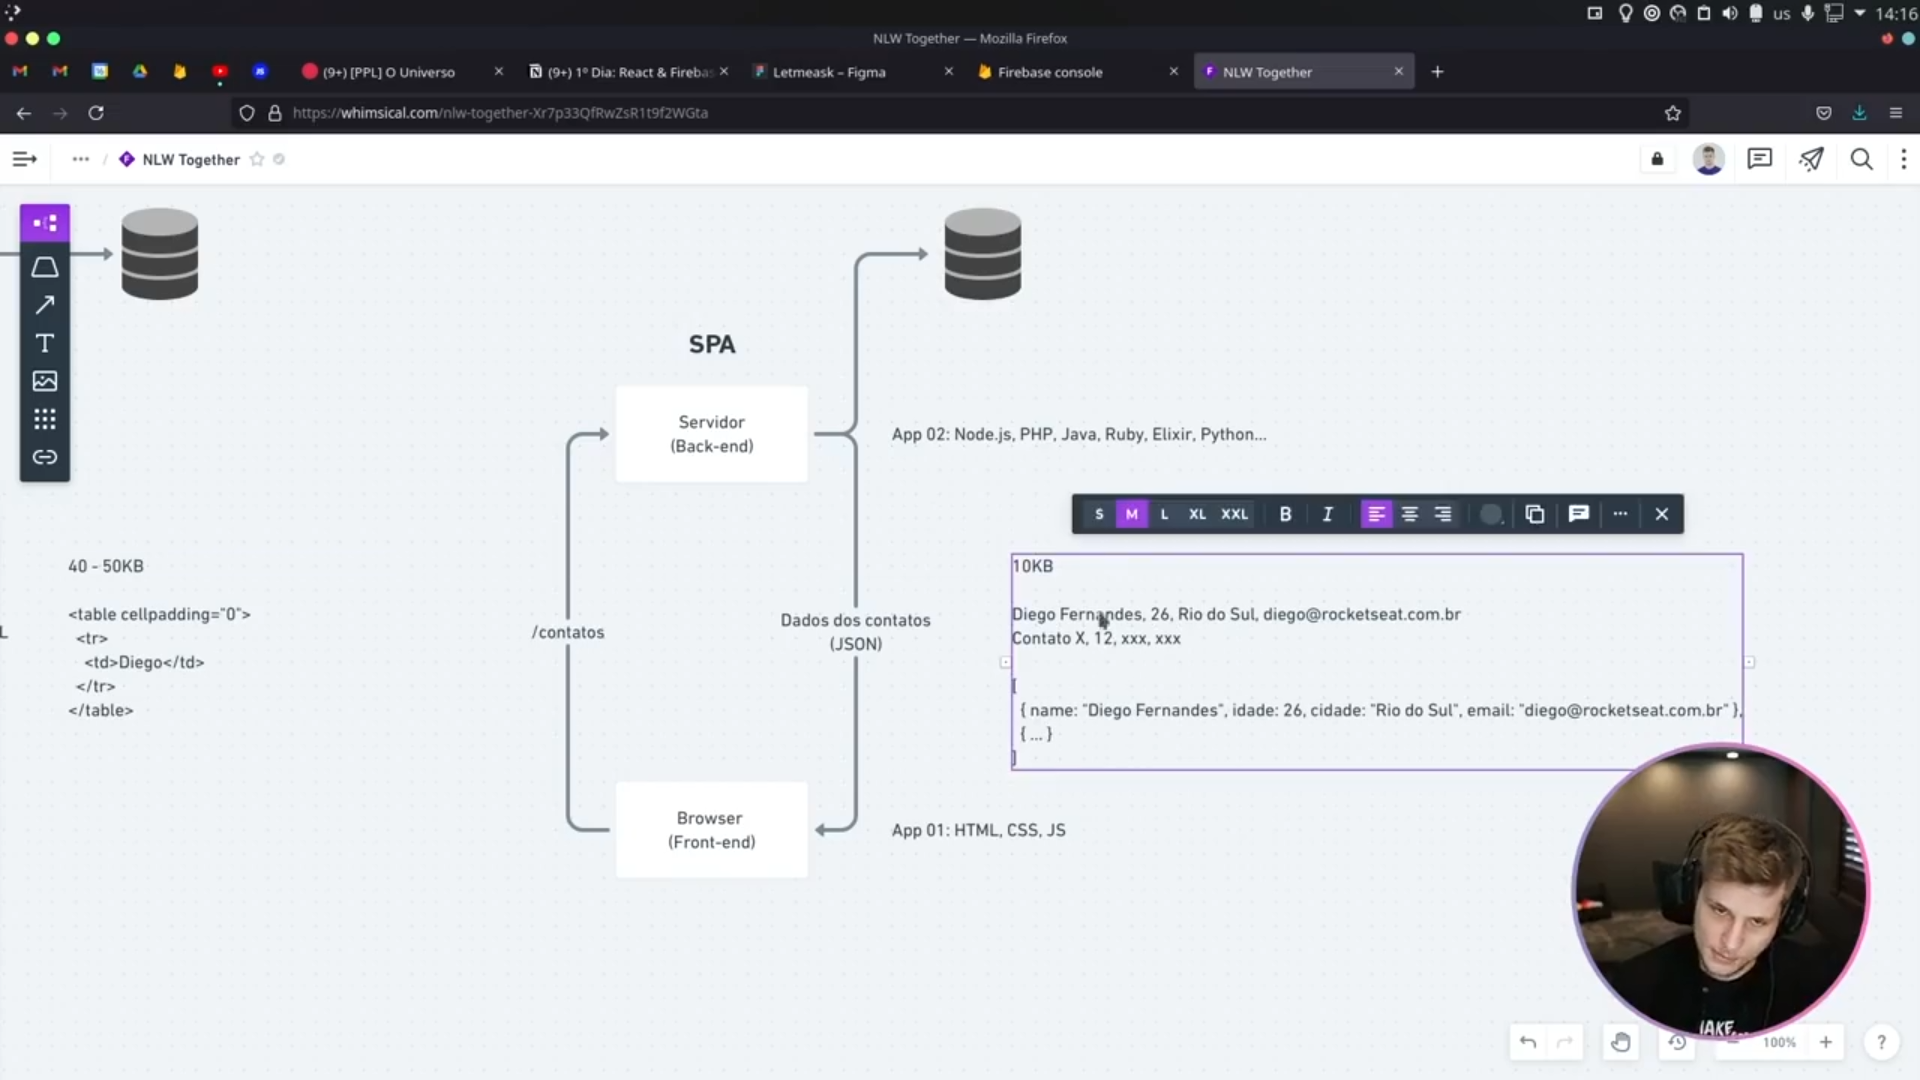 us
14:16
NLW Together — Mozilla Firefox
(9+) [PPL] O Universo
(9+) 1º Dia: React & Firebas
Letmeask – Figma
Firebase console
NLW Together
https://whimsical.com/nlw-together-Xr7p33QfRwZsR1t9f2WGta
... / NLW Together
T
SPA
Servidor
(Back-end)
App 02: Node.js, PHP, Java, Ruby, Elixir, Python...
S M L XL XXL B I
40 - 50KB
<table cellpadding="0">
<tr>
<td>Diego</td>
</tr>
</table>
L
/contatos
Dados dos contatos
(JSON)
10KB
Diego Fernandes, 26, Rio do Sul, diego@rocketseat.com.br
Contato X, 12, xxx, xxx
[
{ name: "Diego Fernandes", idade: 26, cidade: "Rio do Sul", email: "diego@rocketseat.com.br" },
{ ... }
]
Browser
(Front-end)
App 01: HTML, CSS, JS
100%
?